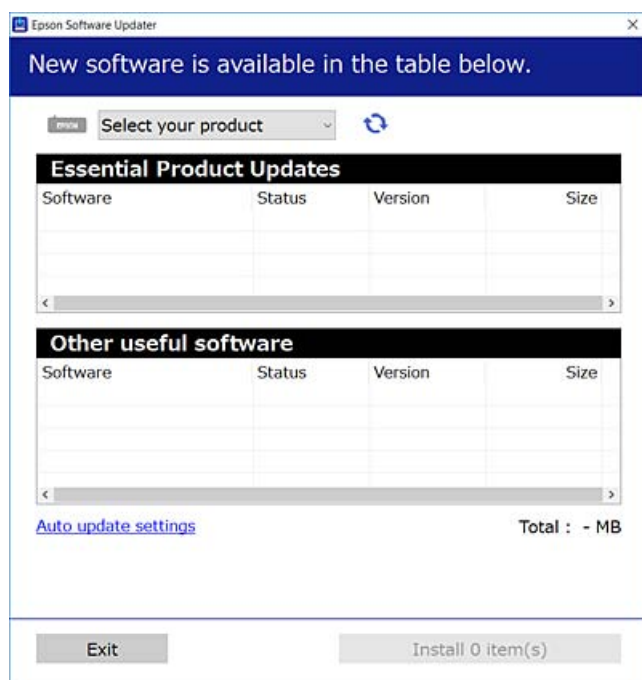 Epson Software Updater
New software is available in the table below.
EPSON Select your product
Essential Product Updates
Software Status Version Size
Other useful software
Software Status Version Size
Auto update settings Total : - MB
Exit Install 0 item(s)